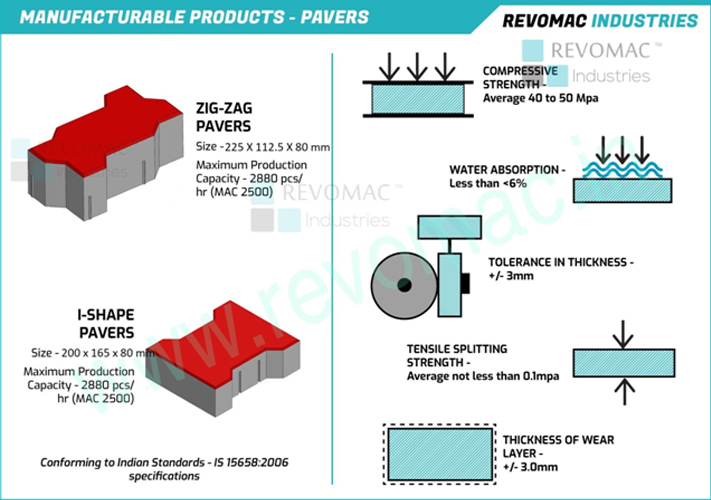 MANUFACTURABLE PRODUCTS - PAVERS
REVOMAC INDUSTRIES
ZIG-ZAG
PAVERS
Size -225 X 112.5 X 80 mm
Maximum Production
Capacity - 2880 pcs/
hr (MAC 2500)
I-SHAPE
PAVERS
Size - 200 x 165 x 80 mm
Maximum Production
Capacity - 2880 pcs/
hr (MAC 2500)
Conforming to Indian Standards - IS 15658:2006
specifications
REVOMAC™
Industries
COMPRESSIVE
STRENGTH -
Average 40 to 50 Mpa
WATER ABSORPTION -
Less than <6%
TOLERANCE IN THICKNESS -
+/- 3mm
TENSILE SPLITTING
STRENGTH -
Average not less than 0.1mpa
THICKNESS OF WEAR
LAYER -
+/- 3.0mm
REVOMAC
Industries
REVOMAC™
Industries
www.revomac.in